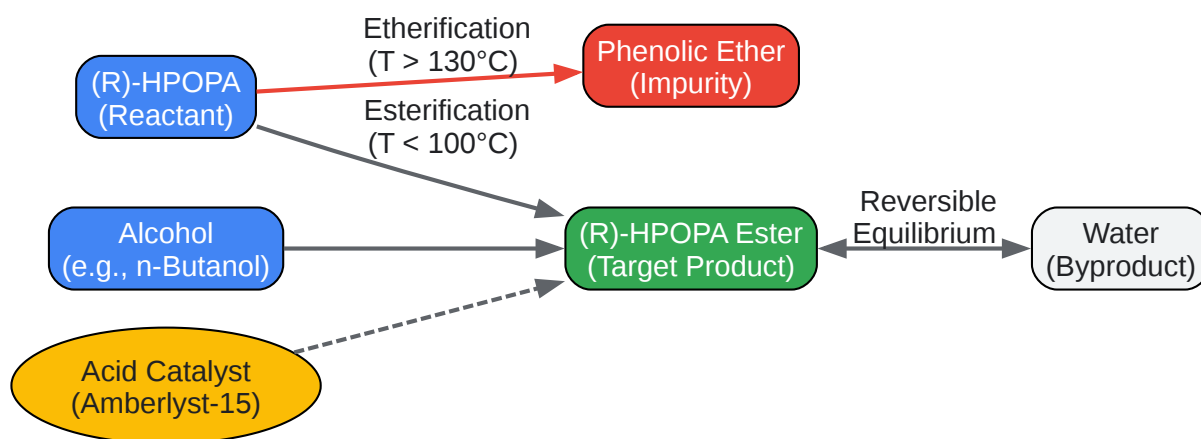 Etherification
(T > 130°C)
Phenolic Ether
(Impurity)
(R)-HPOPA
(Reactant)
Esterification
(T < 100°C)
Alcohol
(e.g., n-Butanol)
(R)-HPOPA Ester
(Target Product)
Reversible
Equilibrium
Water
(Byproduct)
Acid Catalyst
(Amberlyst-15)